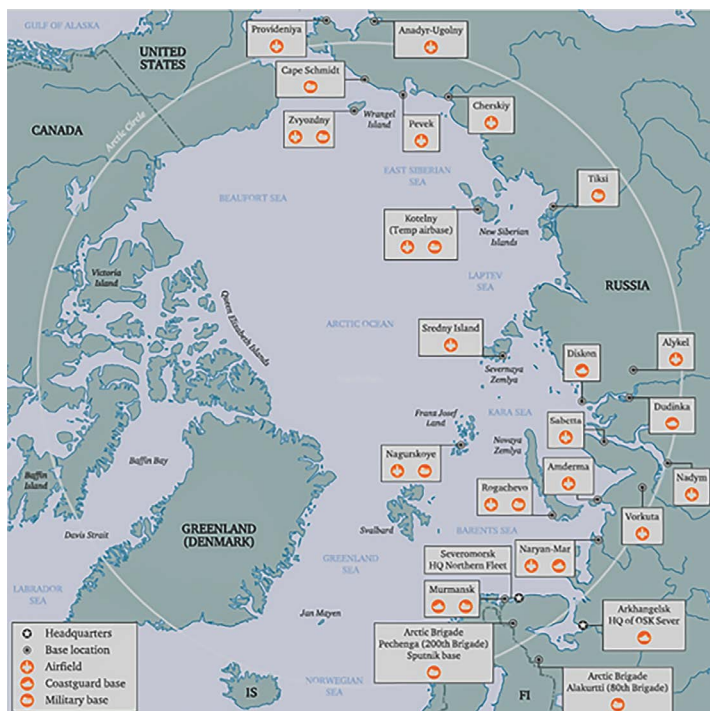 GULF OF ALASKA
Provideniya
Anadyr-Ugolny
UNITED
STATES
Cape Schmidt
Zvyozdny
Wrangel
Island
Pevek
Cherskiy
CANADA
Arctic Circle
EAST SIBERIAN
SEA
BEAUFORT SEA
Tiksi
Kotelny
(Temp airbase)
New Siberian
Islands
Victoria
Island
LAPTEV
SEA
RUSSIA
Queen Elizabeth Islands
ARCTIC OCEAN
Sredny Island
Severnaya
Zemlya
Diskon
Alykel
Dudinka
Franz Josef
Land
KARA SEA
Sabetta
Novaya
Zemlya
Nagurskoye
Baffin Bay
Baffin
Island
Amderma
Nadym
Rogachevo
Vorkuta
Svalbard
GREENLAND
(DENMARK)
Davis Strait
BARENTS SEA
Severomorsk
HQ Northern Fleet
Naryan-Mar
GREENLAND
SEA
LABRADOR
SEA
Murmansk
Jan Mayen
Arkhangelsk
HQ of OSK Sever
Arctic Brigade
Pechenga (200th Brigade)
Sputnik base
Arctic Brigade
Alakurtti (80th Brigade)
NORWEGIAN
SEA
IS
FI
Headquarters
Base location
Airfield
Coastguard base
Military base